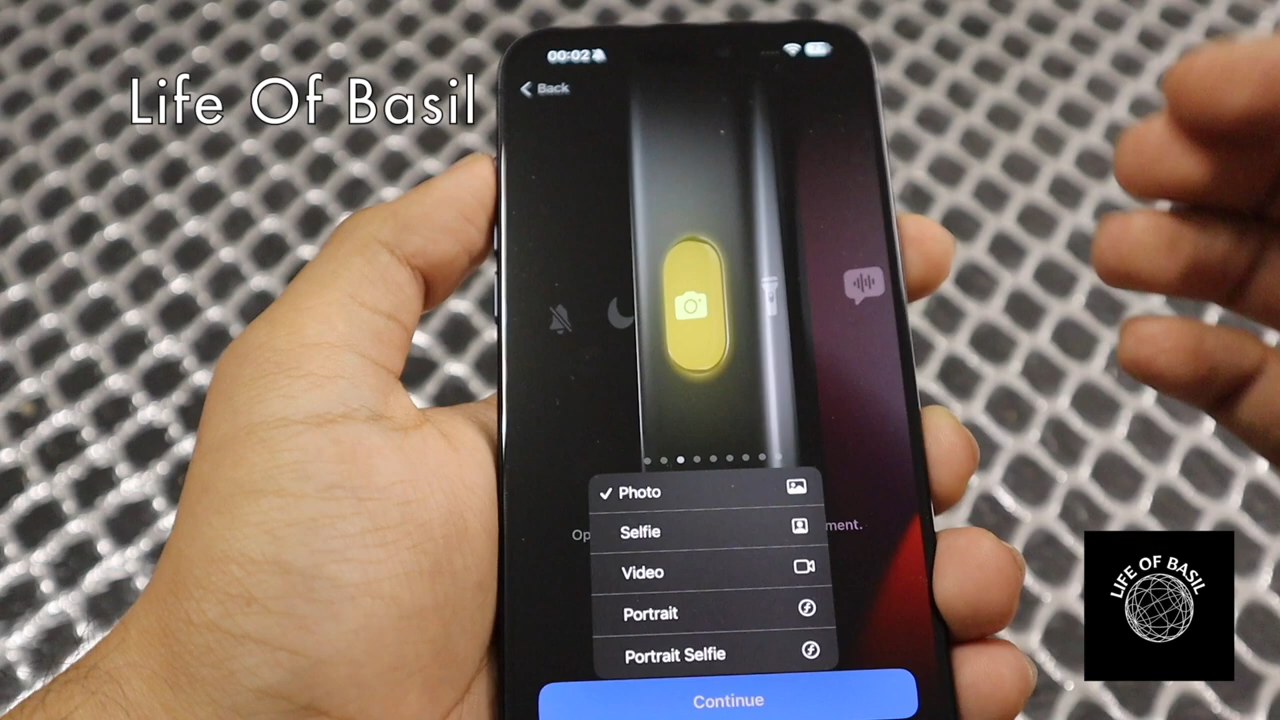 00:02
Back
Life Of Basil
Op
ment.
Photo
Selfie
Video
Portrait
Portrait Selfie
Continue
LIFE OF BASIL